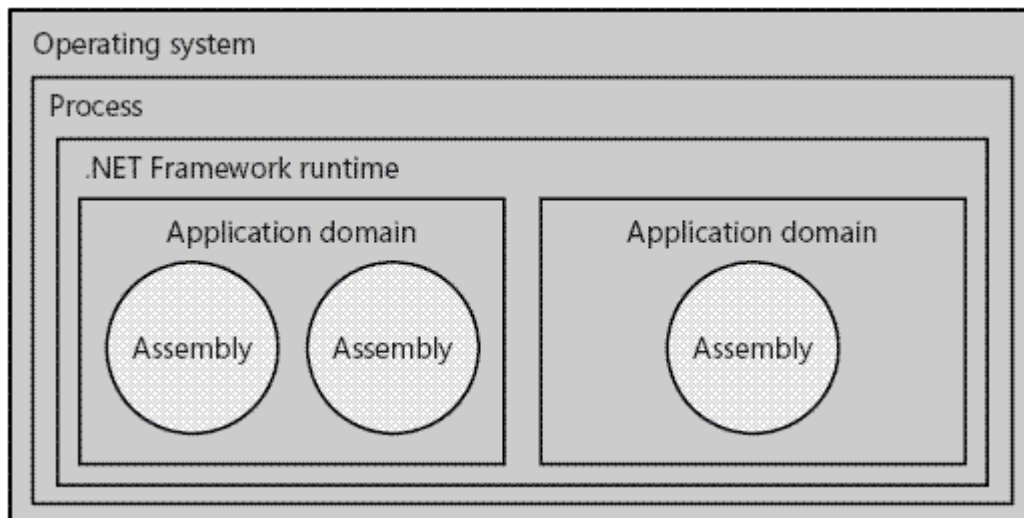 Operating system
Process
.NET Framework runtime
Application domain
Application domain
Assembly
Assembly
Assembly